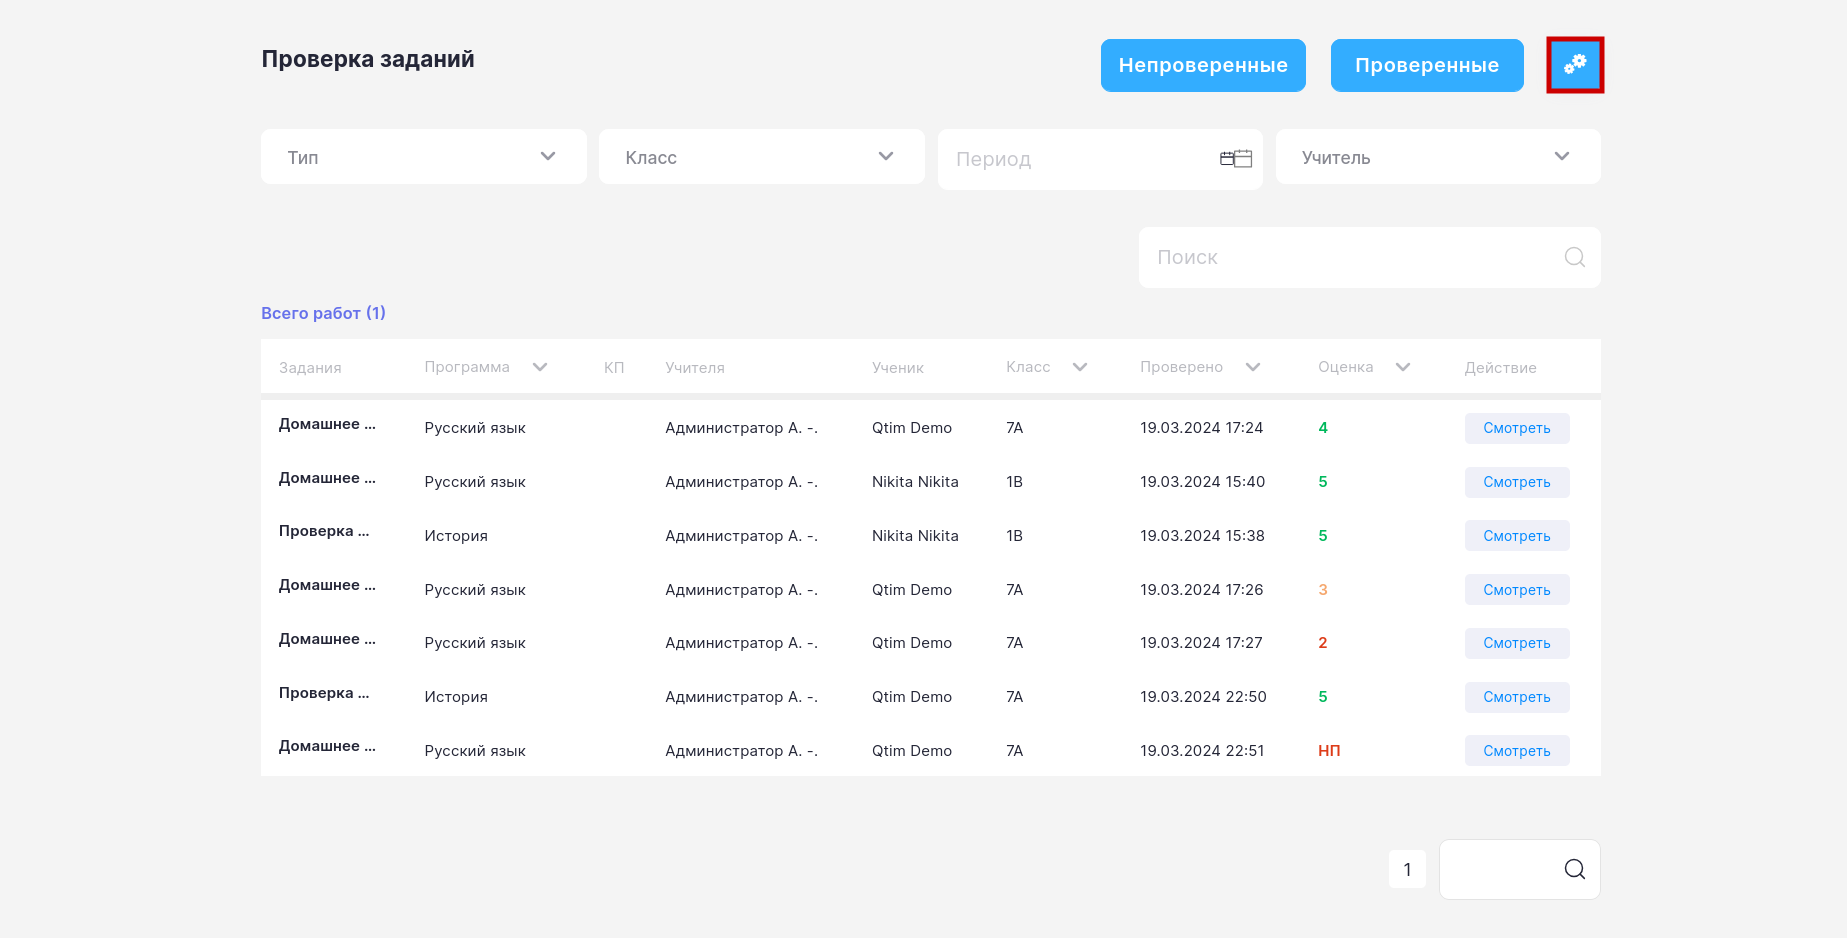 Проверка заданий Непроверенные Проверенные
Тип Класс Период Учитель
Поиск
Всего работ (1)
Задания Программа КП Учителя Ученик Класс Проверено Оценка Действие
Домашнее ... Русский язык Администратор А. -. Qtim Demo 7А 19.03.2024 17:24 4 Смотреть
Домашнее ... Русский язык Администратор А. -. Nikita Nikita 1В 19.03.2024 15:40 5 Смотреть
Проверка ... История Администратор А. -. Nikita Nikita 1В 19.03.2024 15:38 5 Смотреть
Домашнее ... Русский язык Администратор А. -. Qtim Demo 7А 19.03.2024 17:26 3 Смотреть
Домашнее ... Русский язык Администратор А. -. Qtim Demo 7А 19.03.2024 17:27 2 Смотреть
Проверка ... История Администратор А. -. Qtim Demo 7А 19.03.2024 22:50 5 Смотреть
Домашнее ... Русский язык Администратор А. -. Qtim Demo 7А 19.03.2024 22:51 НП Смотреть
1